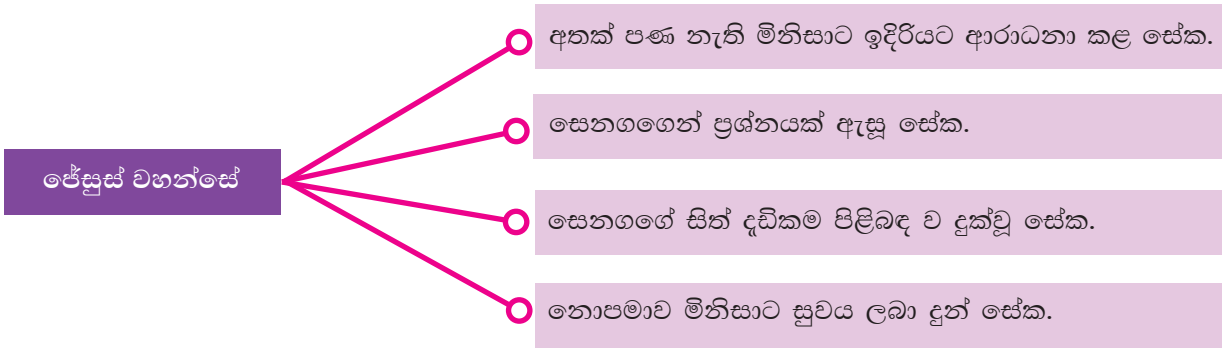 අතක් පණ නැති මිනිසාට ඉදිරියට ආරාධනා කළ සේක.
සෙනගගෙන් ප්‍රශ්නයක් ඇසූ සේක.
ජේසුස් වහන්සේ
සෙනගගේ සිත් දැඩිකම පිළිබඳ ව දුක්වූ සේක.
නොපමාව මිනිසාට සුවය ලබා දුන් සේක.